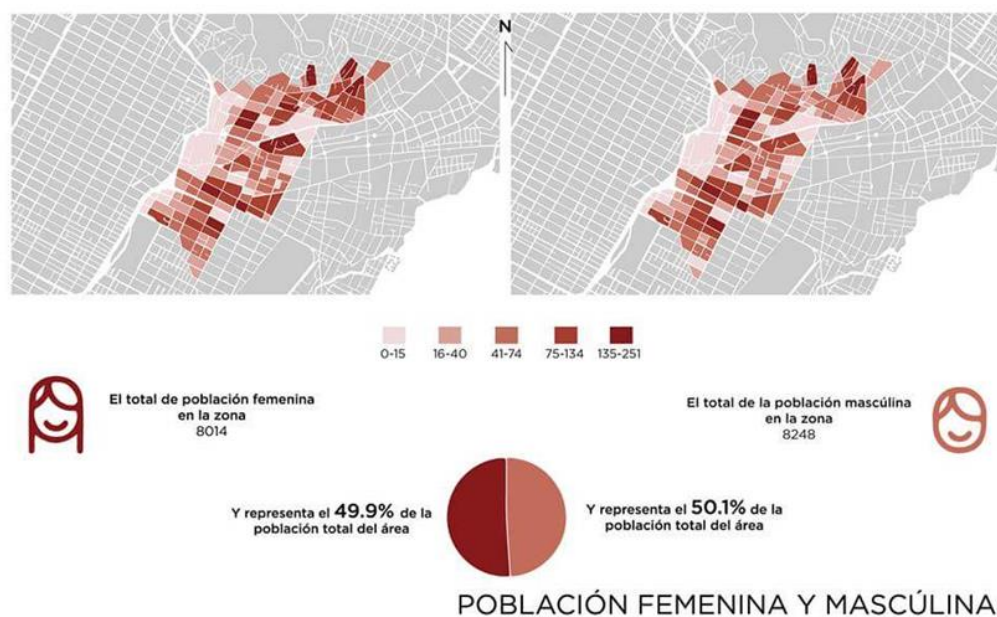 N
0-15
16-40
41-74
75-134
135-251
El total de población femenina
en la zona
8014
El total de la población masculina
en la zona
8248
Y representa el 49.9% de la
población total del área
Y representa el 50.1% de la
población total del área
POBLACIÓN FEMENINA Y MASCÚLINA